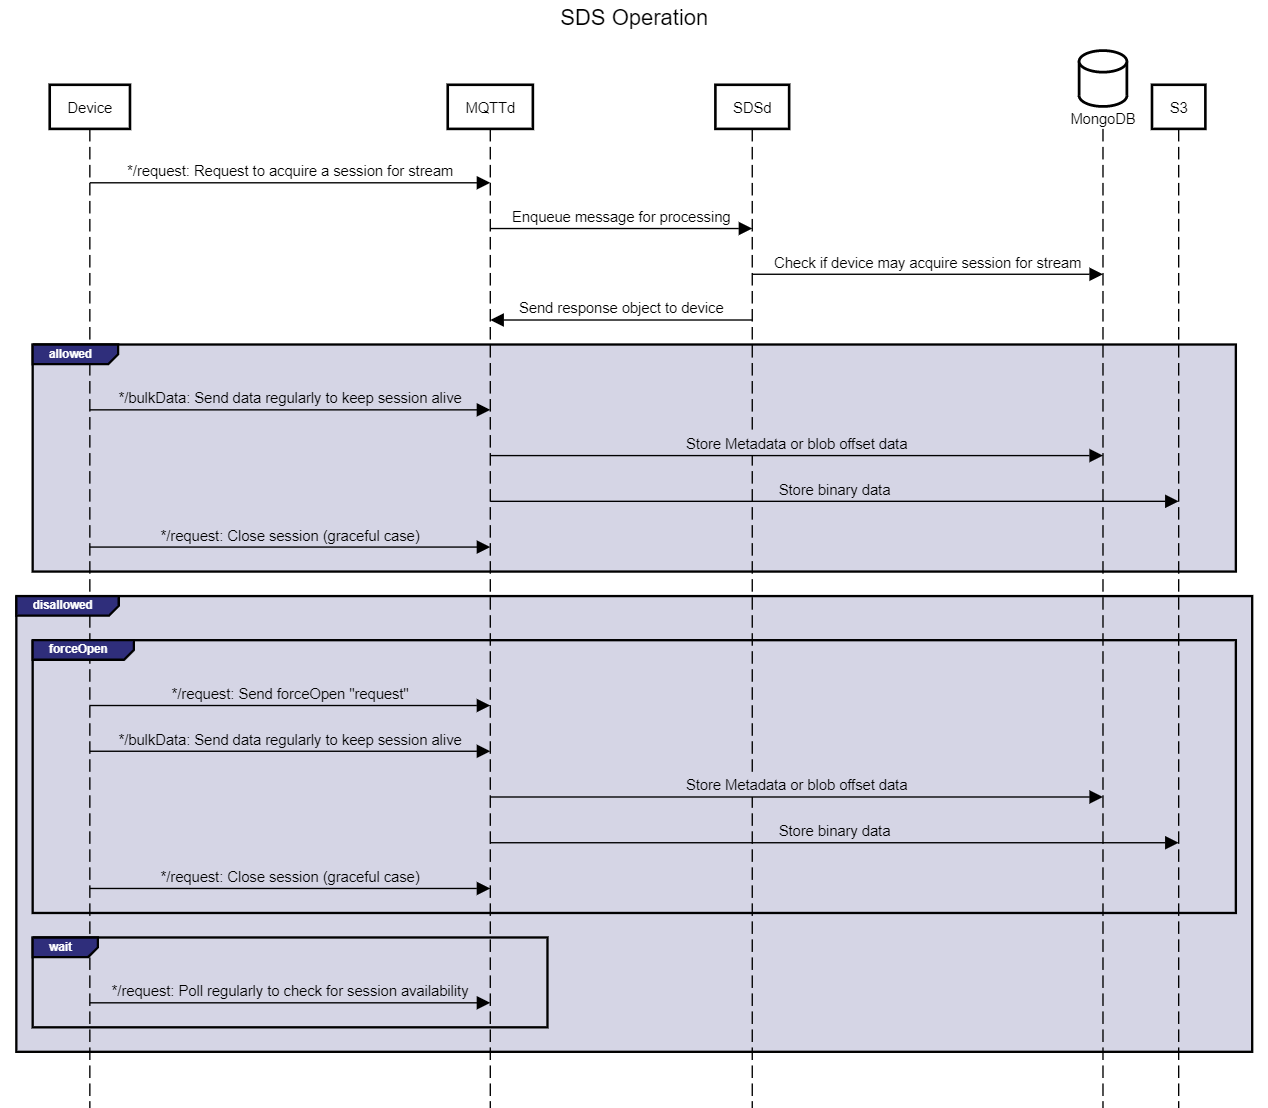 SDS Operation
Device
MQTTd
SDSd
MongoDB
S3
*/request: Request to acquire a session for stream
Enqueue message for processing
Check if device may acquire session for stream
Send response object to device
allowed
*/bulkData: Send data regularly to keep session alive
Store Metadata or blob offset data
Store binary data
*/request: Close session (graceful case)
disallowed
forceOpen
*/request: Send forceOpen "request"
*/bulkData: Send data regularly to keep session alive
Store Metadata or blob offset data
Store binary data
*/request: Close session (graceful case)
wait
*/request: Poll regularly to check for session availability